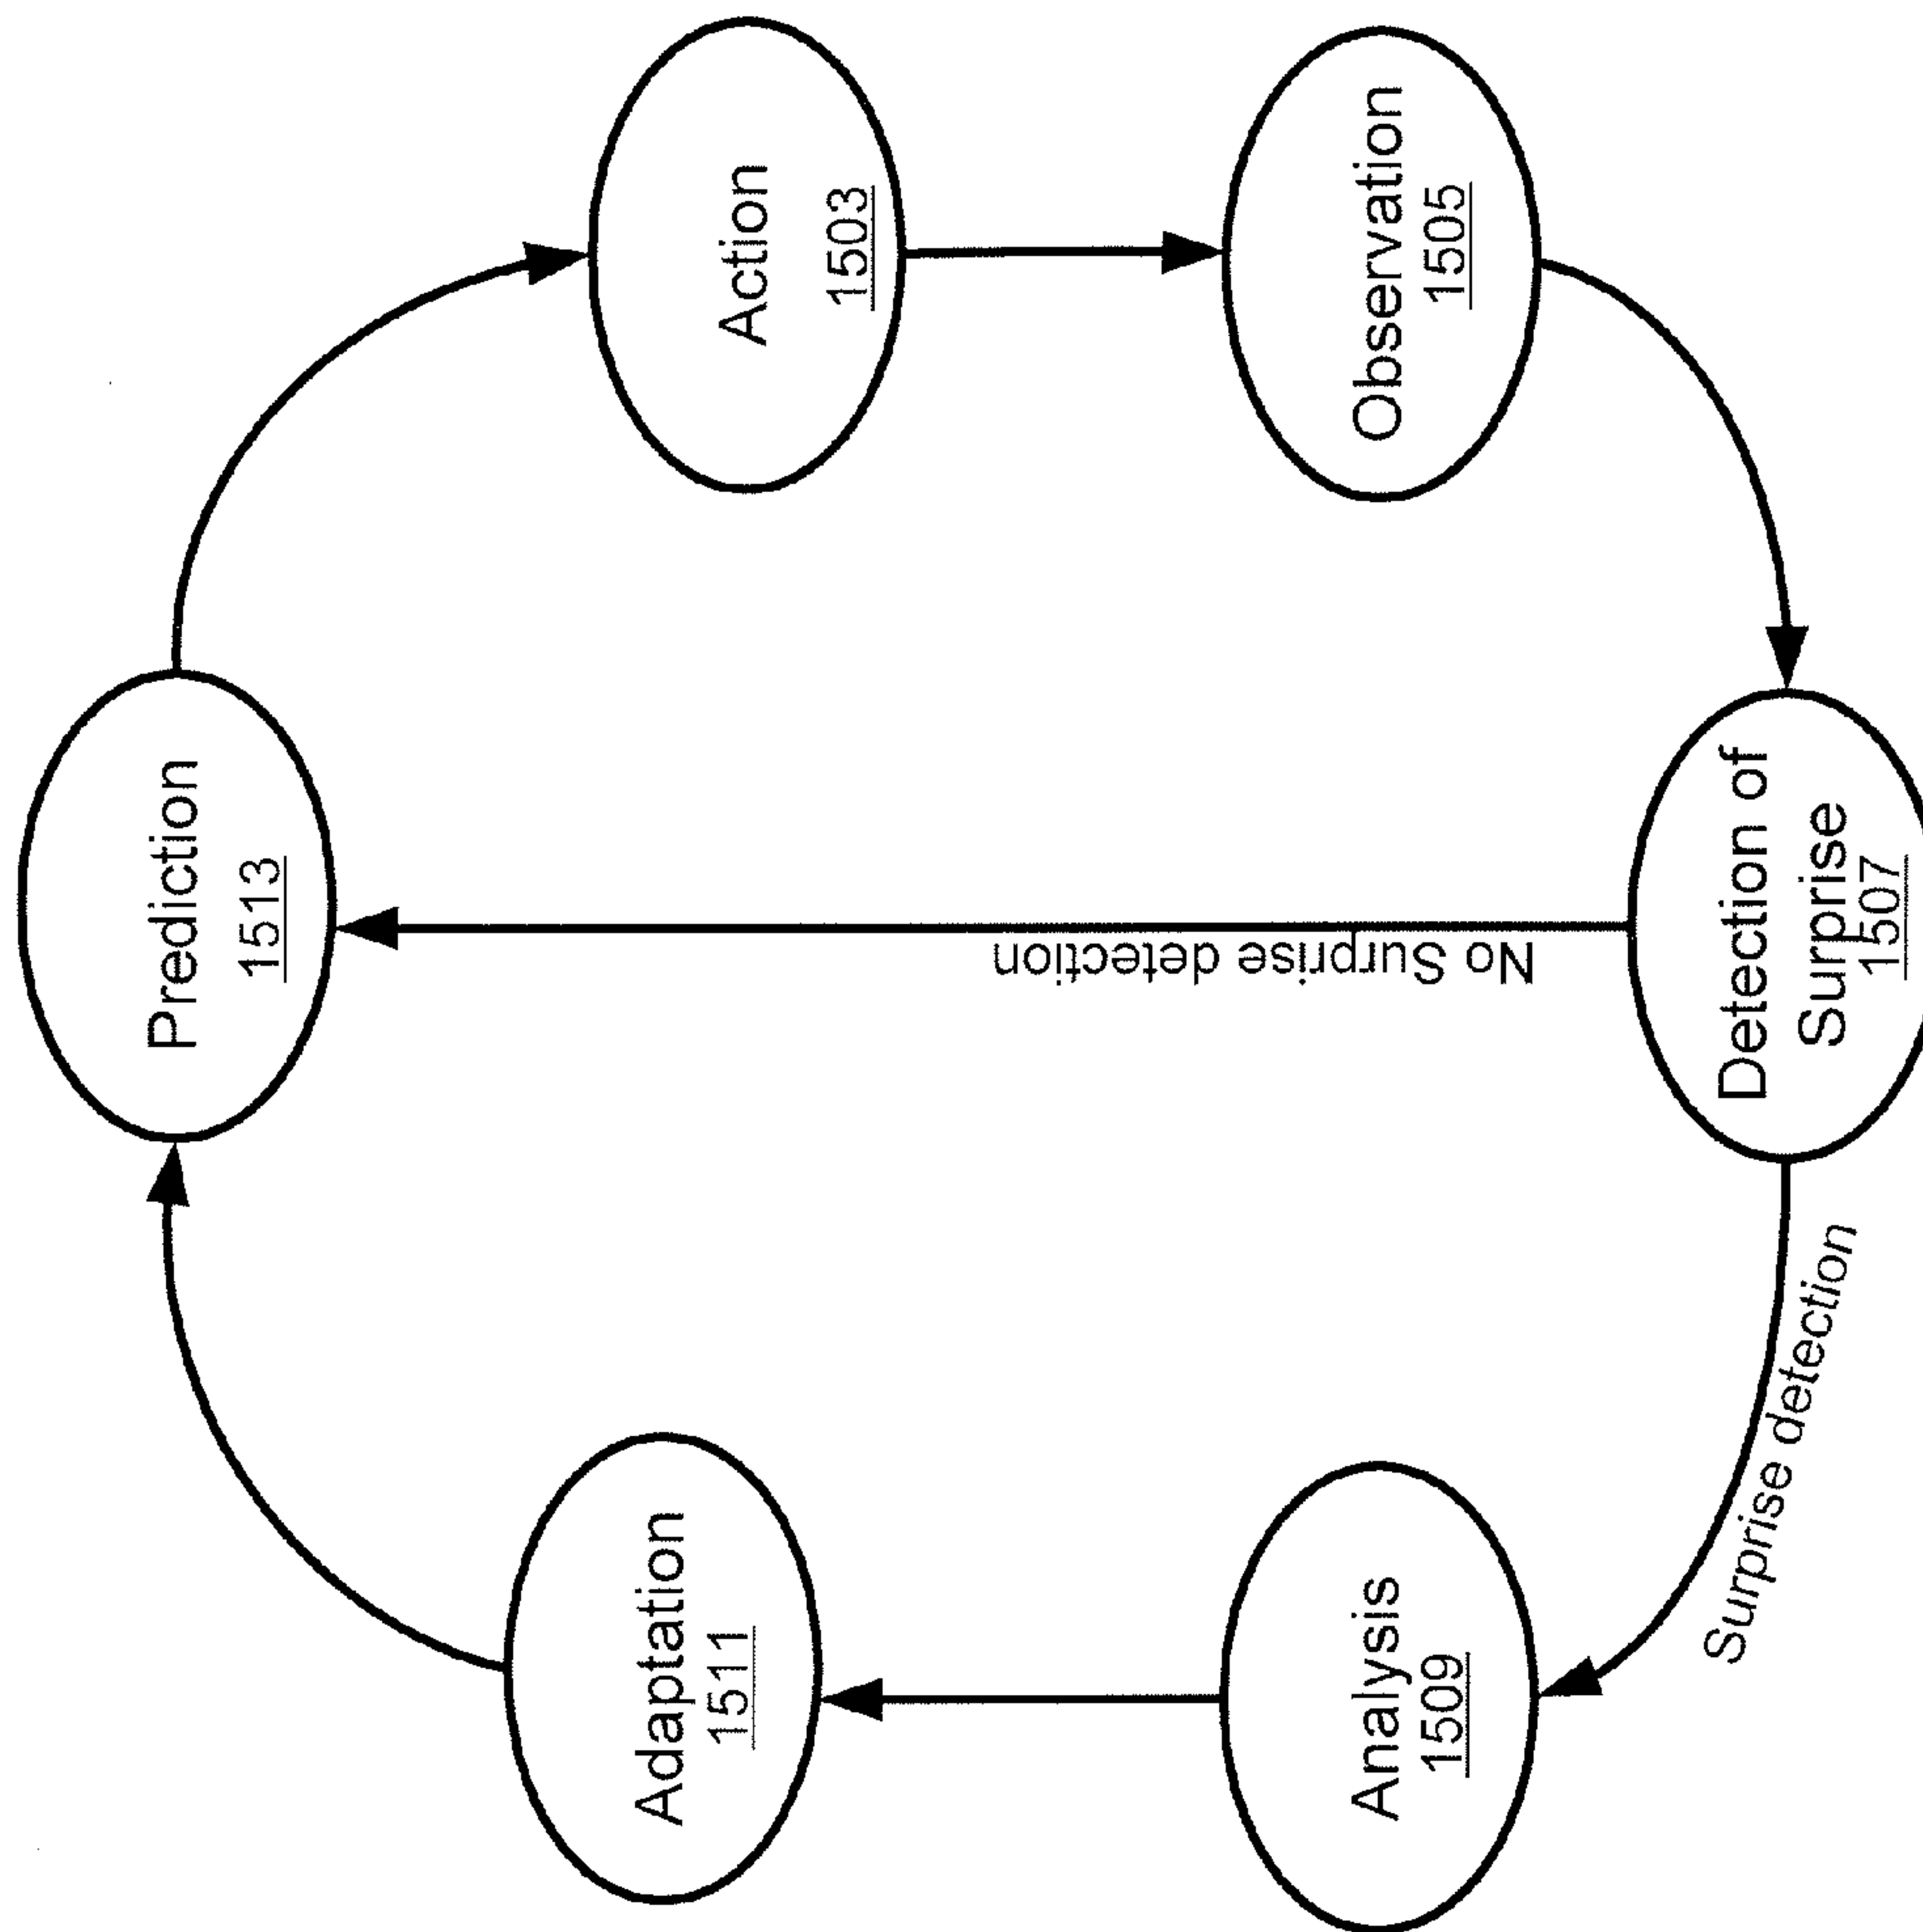 Prediction
1513
Action
1503
Observation
1505
Detection of
Surprise
1507
No Surprise detection
Surprise detection
Analysis
1509
Adaptation
1511